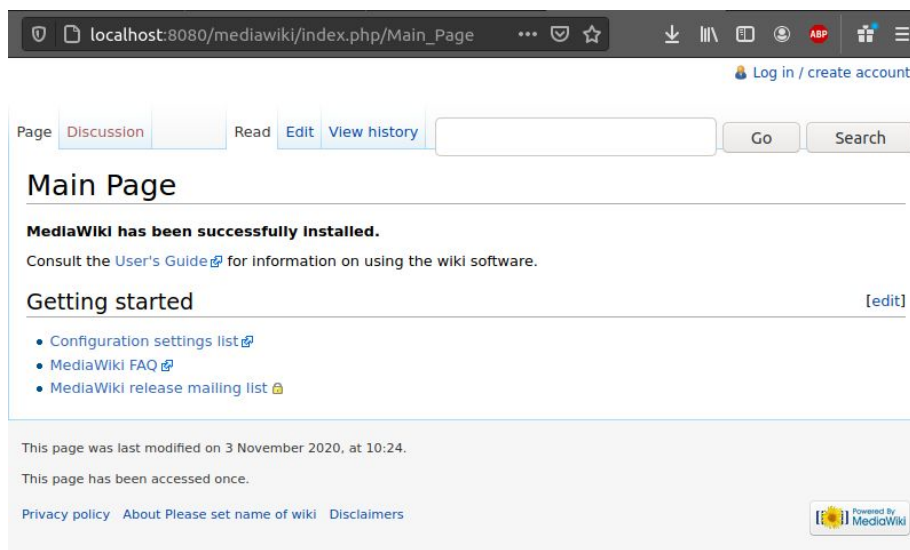 localhost:8080/mediawiki/index.php/Main_Page
ABP
Log in / create account
Page Discussion Read Edit View history Go Search
Main Page
MediaWiki has been successfully installed.
Consult the User's Guide for information on using the wiki software.
Getting started [edit]
Configuration settings list
MediaWiki FAQ
MediaWiki release mailing list
This page was last modified on 3 November 2020, at 10:24.
This page has been accessed once.
Privacy policy About Please set name of wiki Disclaimers
Powered By
MediaWiki